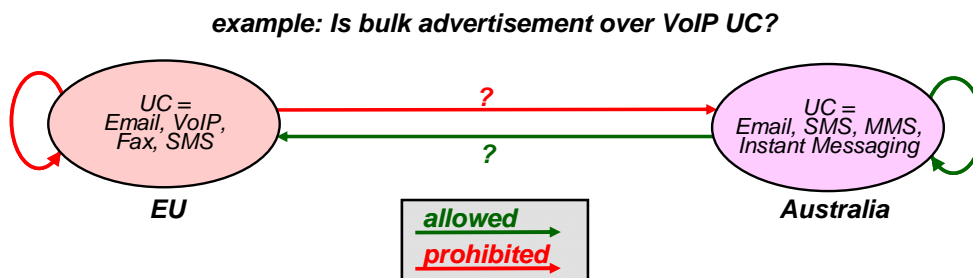 example: Is bulk advertisement over VoIP UC?
UC =
Email, VoIP,
Fax, SMS
?
?
UC =
Email, SMS, MMS,
Instant Messaging
EU
Australia
allowed
prohibited